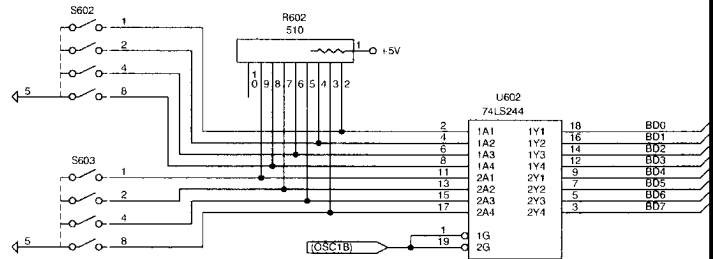 S602
1
2
4
5 8
R602
510
1 +5V
10 9 8 7 6 5 4 3 2
U602
74LS244
2 1A1 1Y1 18 BD0
4 1A2 1Y2 16 BD1
6 1A3 1Y3 14 BD2
8 1A4 1Y4 12 BD3
11 2A1 2Y1 9 BD4
13 2A2 2Y2 7 BD5
15 2A3 2Y3 5 BD6
17 2A4 2Y4 3 BD7
1 1G
19 2G
S603
1
2
4
5 8
(OSC1B)